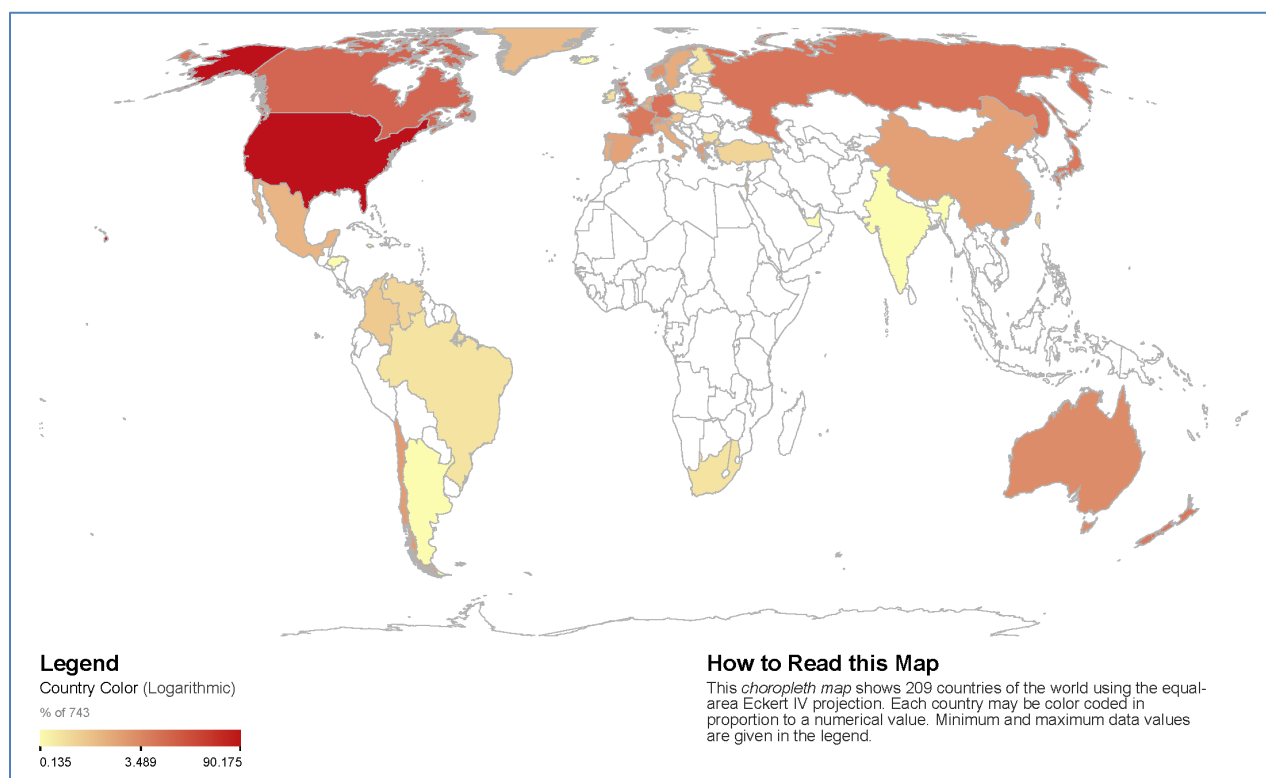 Legend
Country Color (Logarithmic)
% of 743
0.135 3.489 90.175
How to Read this Map
This choropleth map shows 209 countries of the world using the equal-
area Eckert IV projection. Each country may be color coded in
proportion to a numerical value. Minimum and maximum data values
are given in the legend.